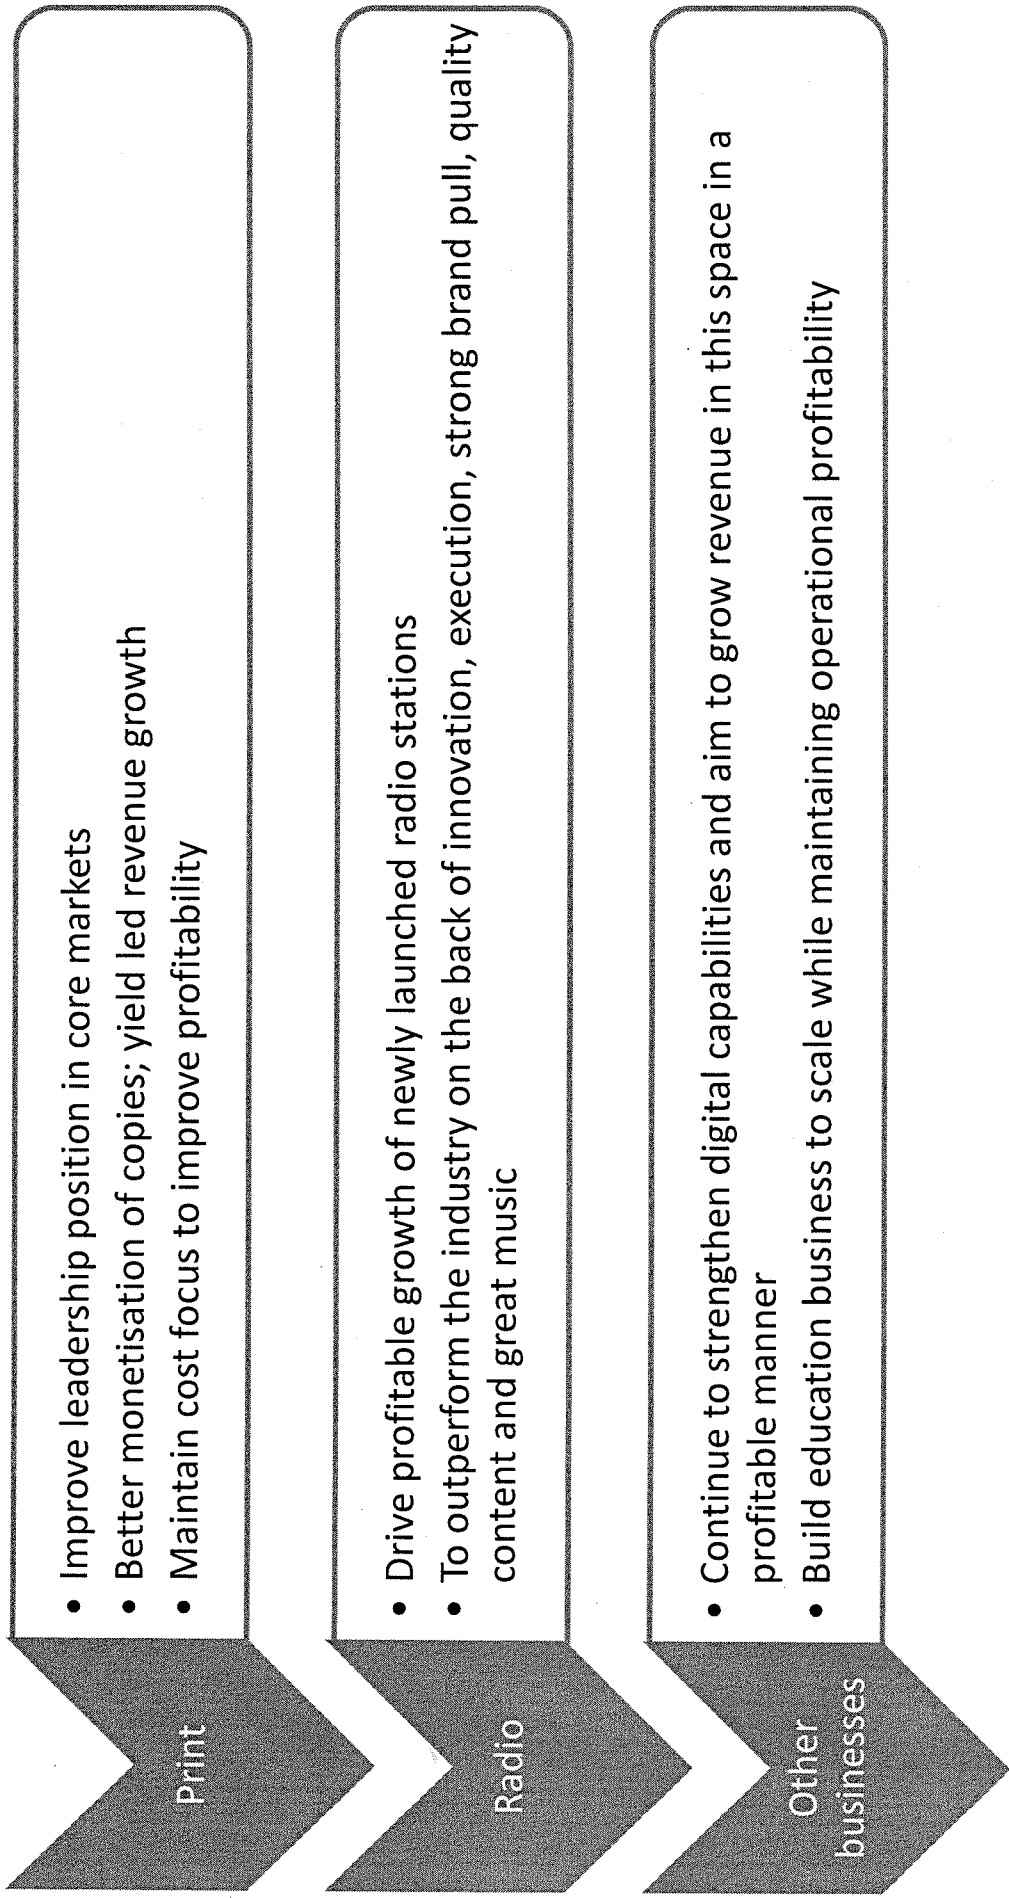 Print
• Improve leadership position in core markets
• Better monetisation of copies; yield led revenue growth
• Maintain cost focus to improve profitability
Radio
• Drive profitable growth of newly launched radio stations
• To outperform the industry on the back of innovation, execution, strong brand pull, quality
content and great music
Other
businesses
• Continue to strengthen digital capabilities and aim to grow revenue in this space in a
profitable manner
• Build education business to scale while maintaining operational profitability